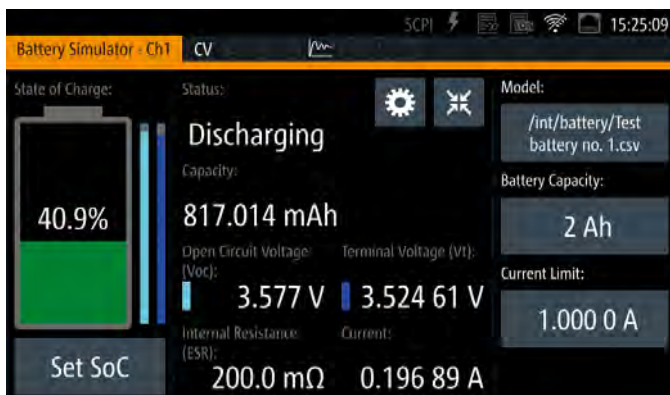 SCPI 15:25:09
Battery Simulator - Ch1 CV
State of Charge:
40.9%
Set SoC
Status:
Discharging
Capacity:
817.014 mAh
Open Circuit Voltage
(Voc):
3.577 V
Terminal Voltage (Vt):
3.524 61 V
Internal Resistance
(ESR):
200.0 mΩ
Current:
0.196 89 A
Model:
/int/battery/Test
battery no. 1.csv
Battery Capacity:
2 Ah
Current Limit:
1.000 0 A